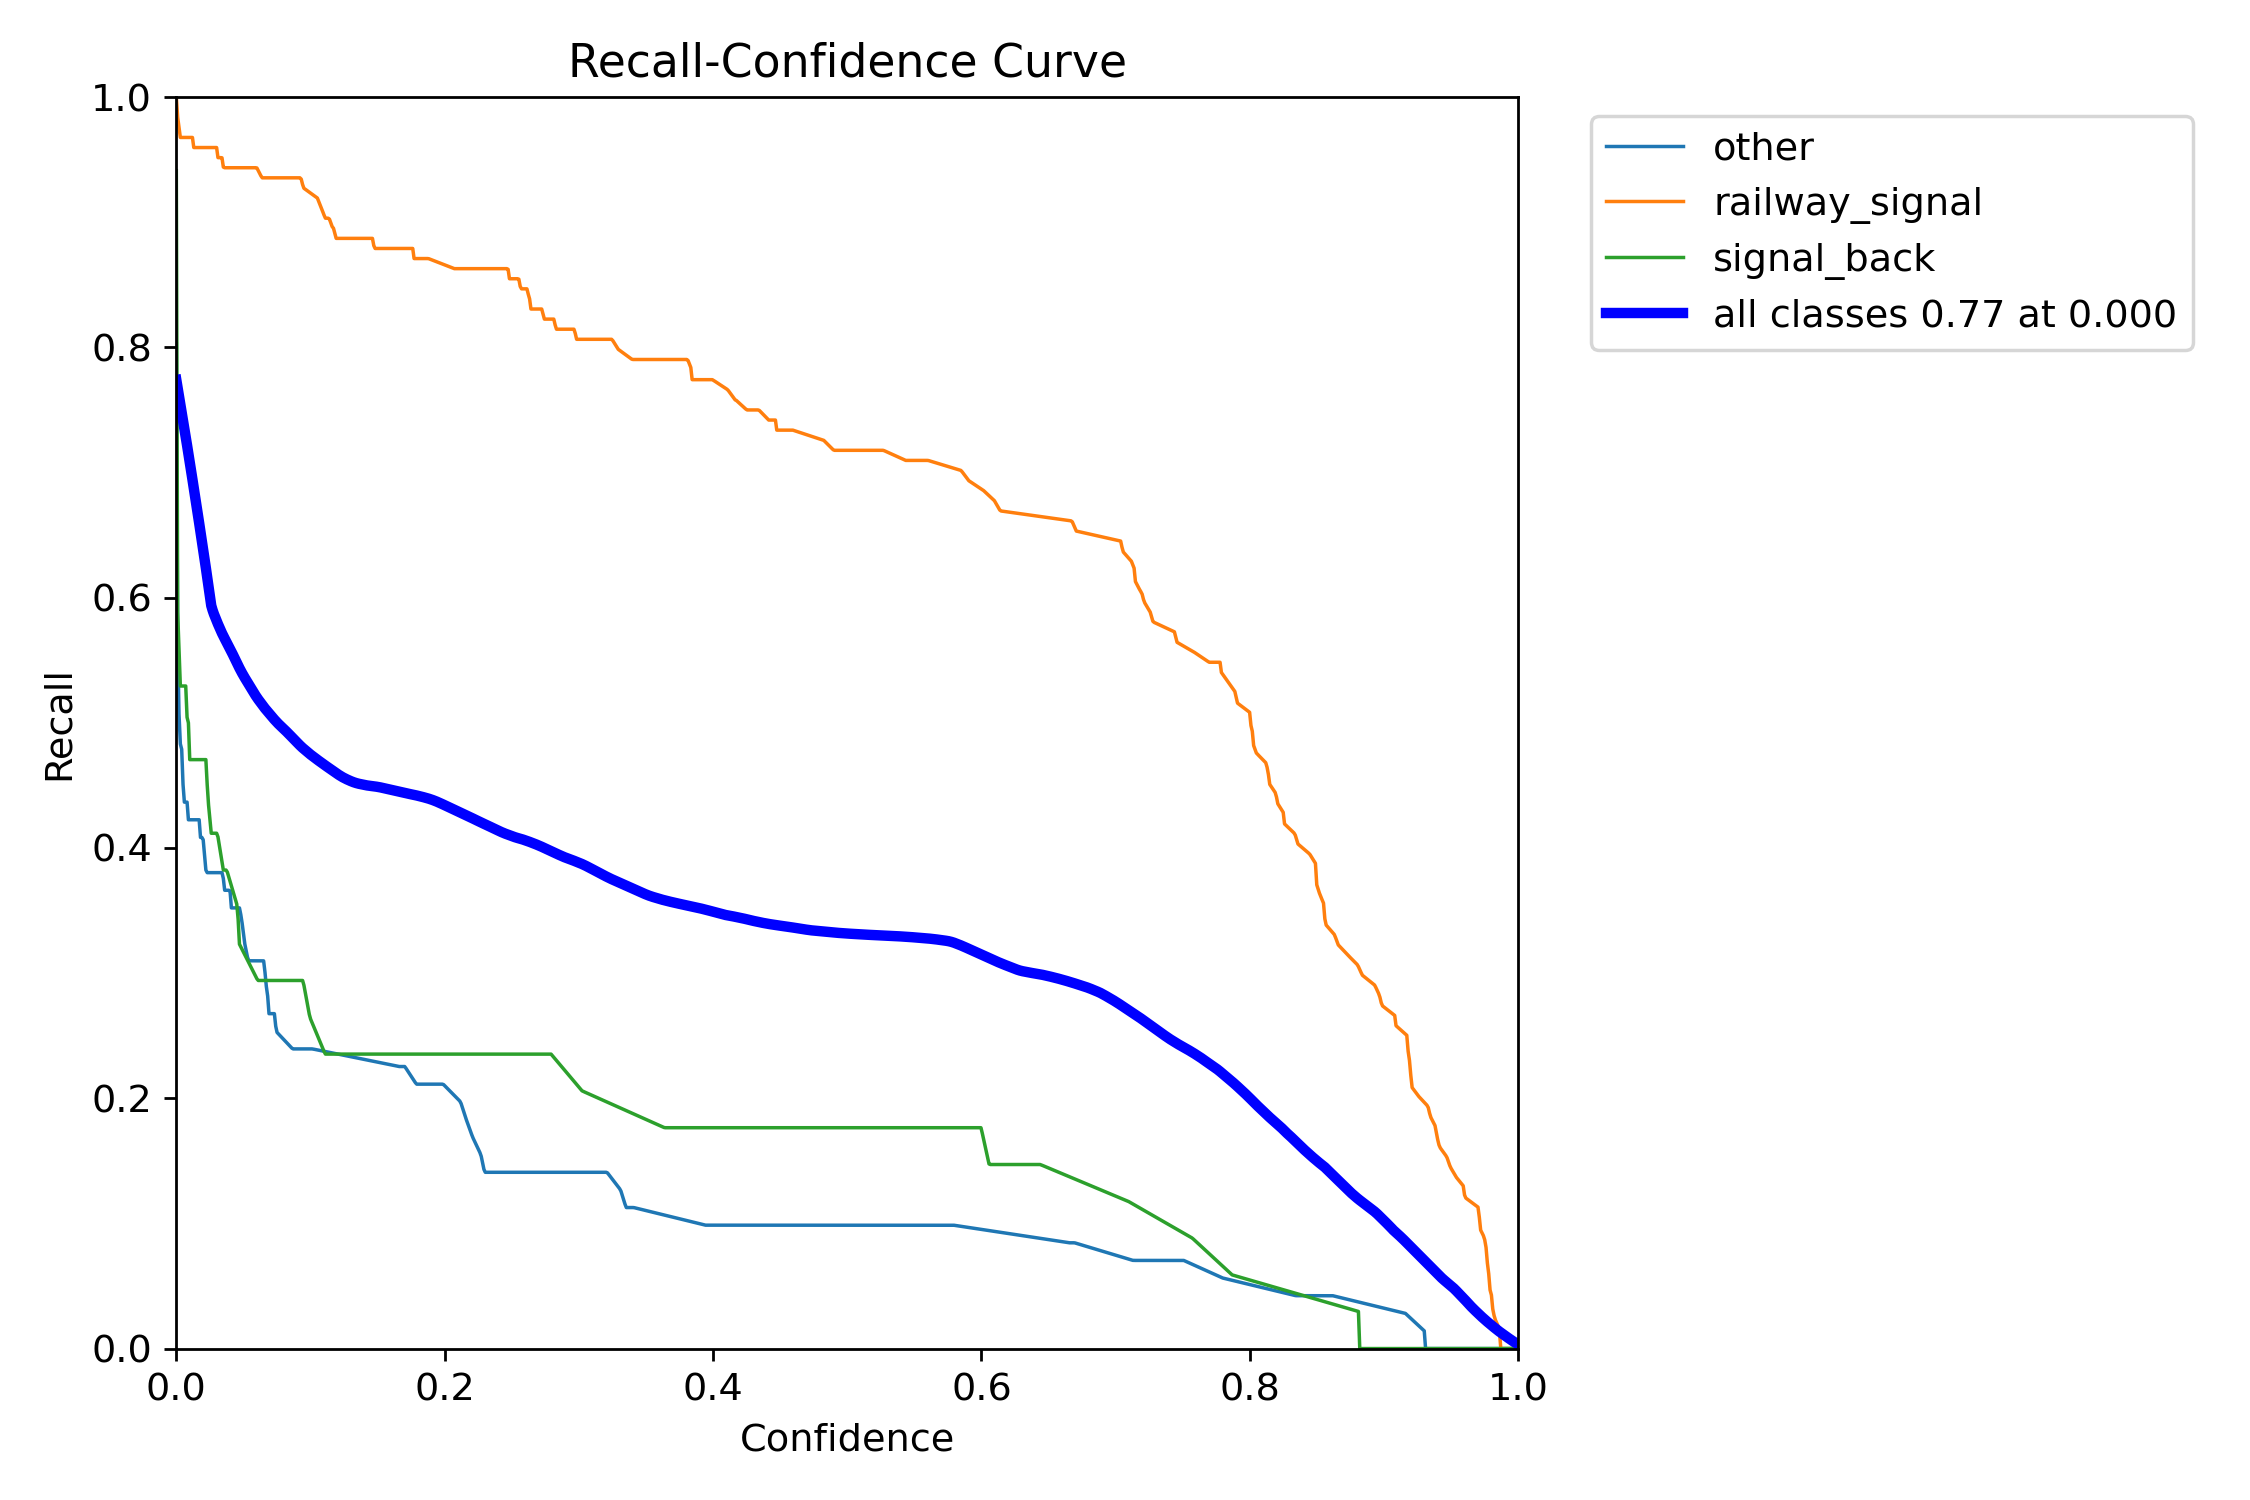 Recall-Confidence Curve
1.0
0.8
0.6
0.4
0.2
0.0
Recall
0.0 0.2 0.4 0.6 0.8 1.0
Confidence
other
railway_signal
signal_back
all classes 0.77 at 0.000